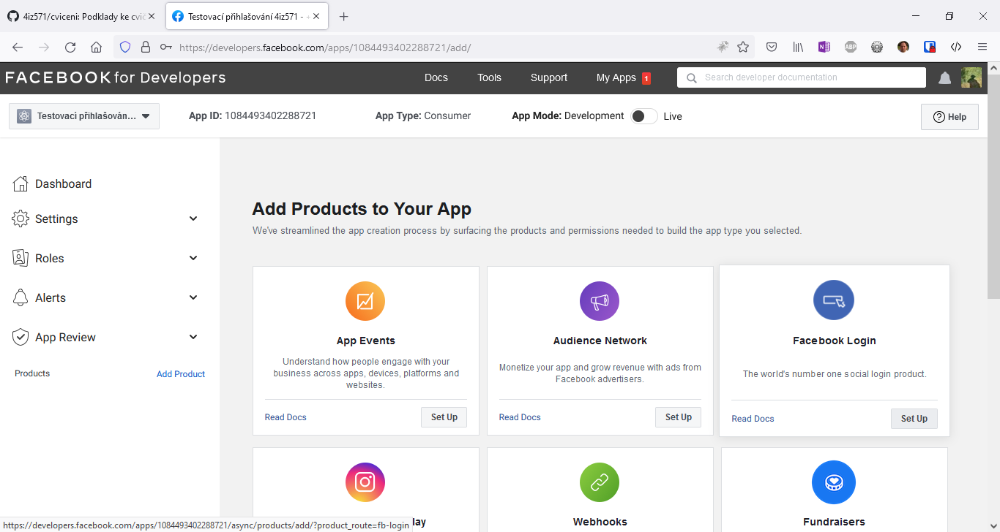 4iz571/cviceni: Podklady ke cvič
Testovací přihlašování 4iz571 -
https://developers.facebook.com/apps/1084493402288721/add/
ABP
FACEBOOK for Developers
Docs
Tools
Support
My Apps
1
Search developer documentation
Testovací přihlašován...
App ID: 1084493402288721
App Type: Consumer
App Mode: Development
Live
Help
Dashboard
Settings
Roles
Alerts
App Review
Products
Add Product
Add Products to Your App
We've streamlined the app creation process by surfacing the products and permissions needed to build the app type you selected.
App Events
Understand how people engage with your
business across apps, devices, platforms and
websites.
Read Docs
Set Up
Audience Network
Monetize your app and grow revenue with ads from
Facebook advertisers.
Read Docs
Set Up
Facebook Login
The world's number one social login product.
Read Docs
Set Up
lay
Webhooks
Fundraisers
https://developers.facebook.com/apps/1084493402288721/async/products/add/?product_route=fb-login